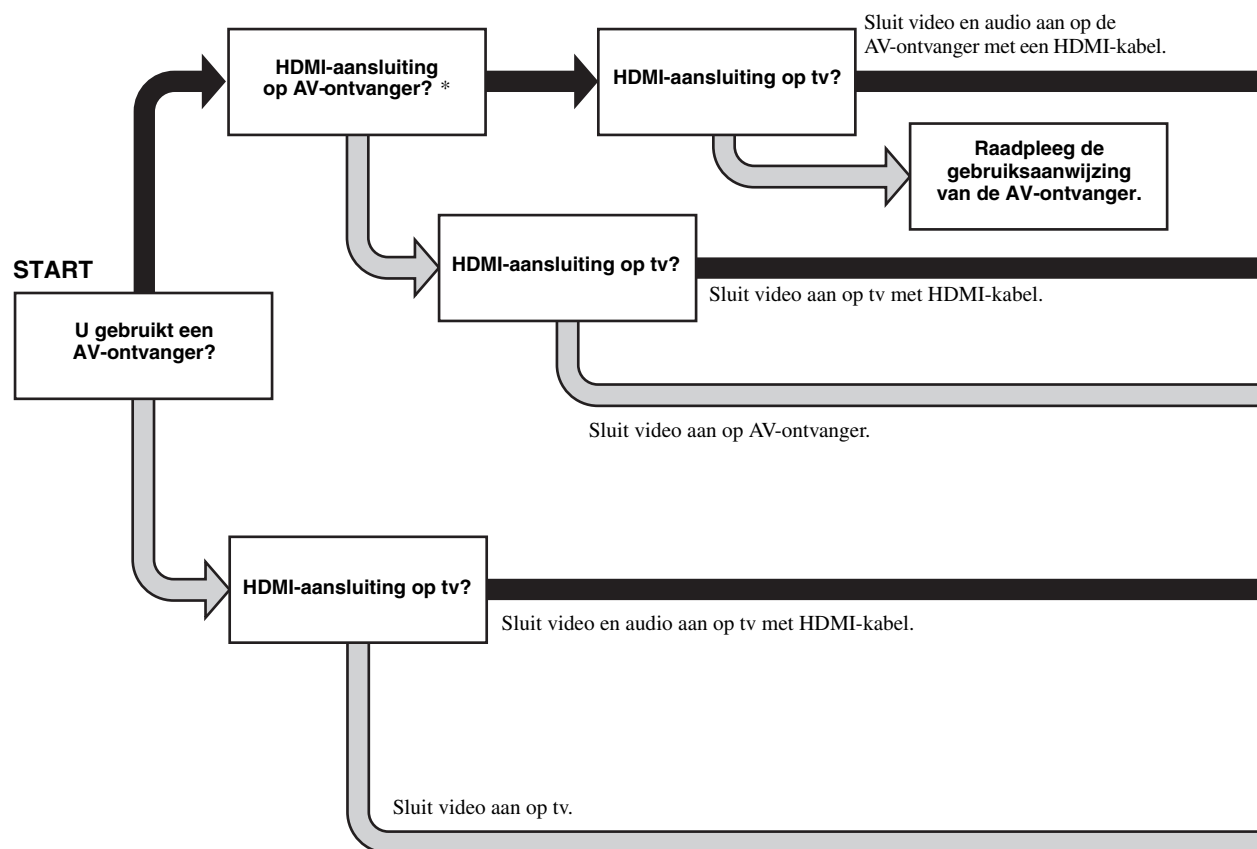 Sluit video en audio aan op de
AV-ontvanger met een HDMI-kabel.
HDMI-aansluiting
op AV-ontvanger? *
HDMI-aansluiting op tv?
Raadpleeg de
gebruiksaanwijzing
van de AV-ontvanger.
HDMI-aansluiting op tv?
START
Sluit video aan op tv met HDMI-kabel.
U gebruikt een
AV-ontvanger?
Sluit video aan op AV-ontvanger.
HDMI-aansluiting op tv?
Sluit video en audio aan op tv met HDMI-kabel.
Sluit video aan op tv.